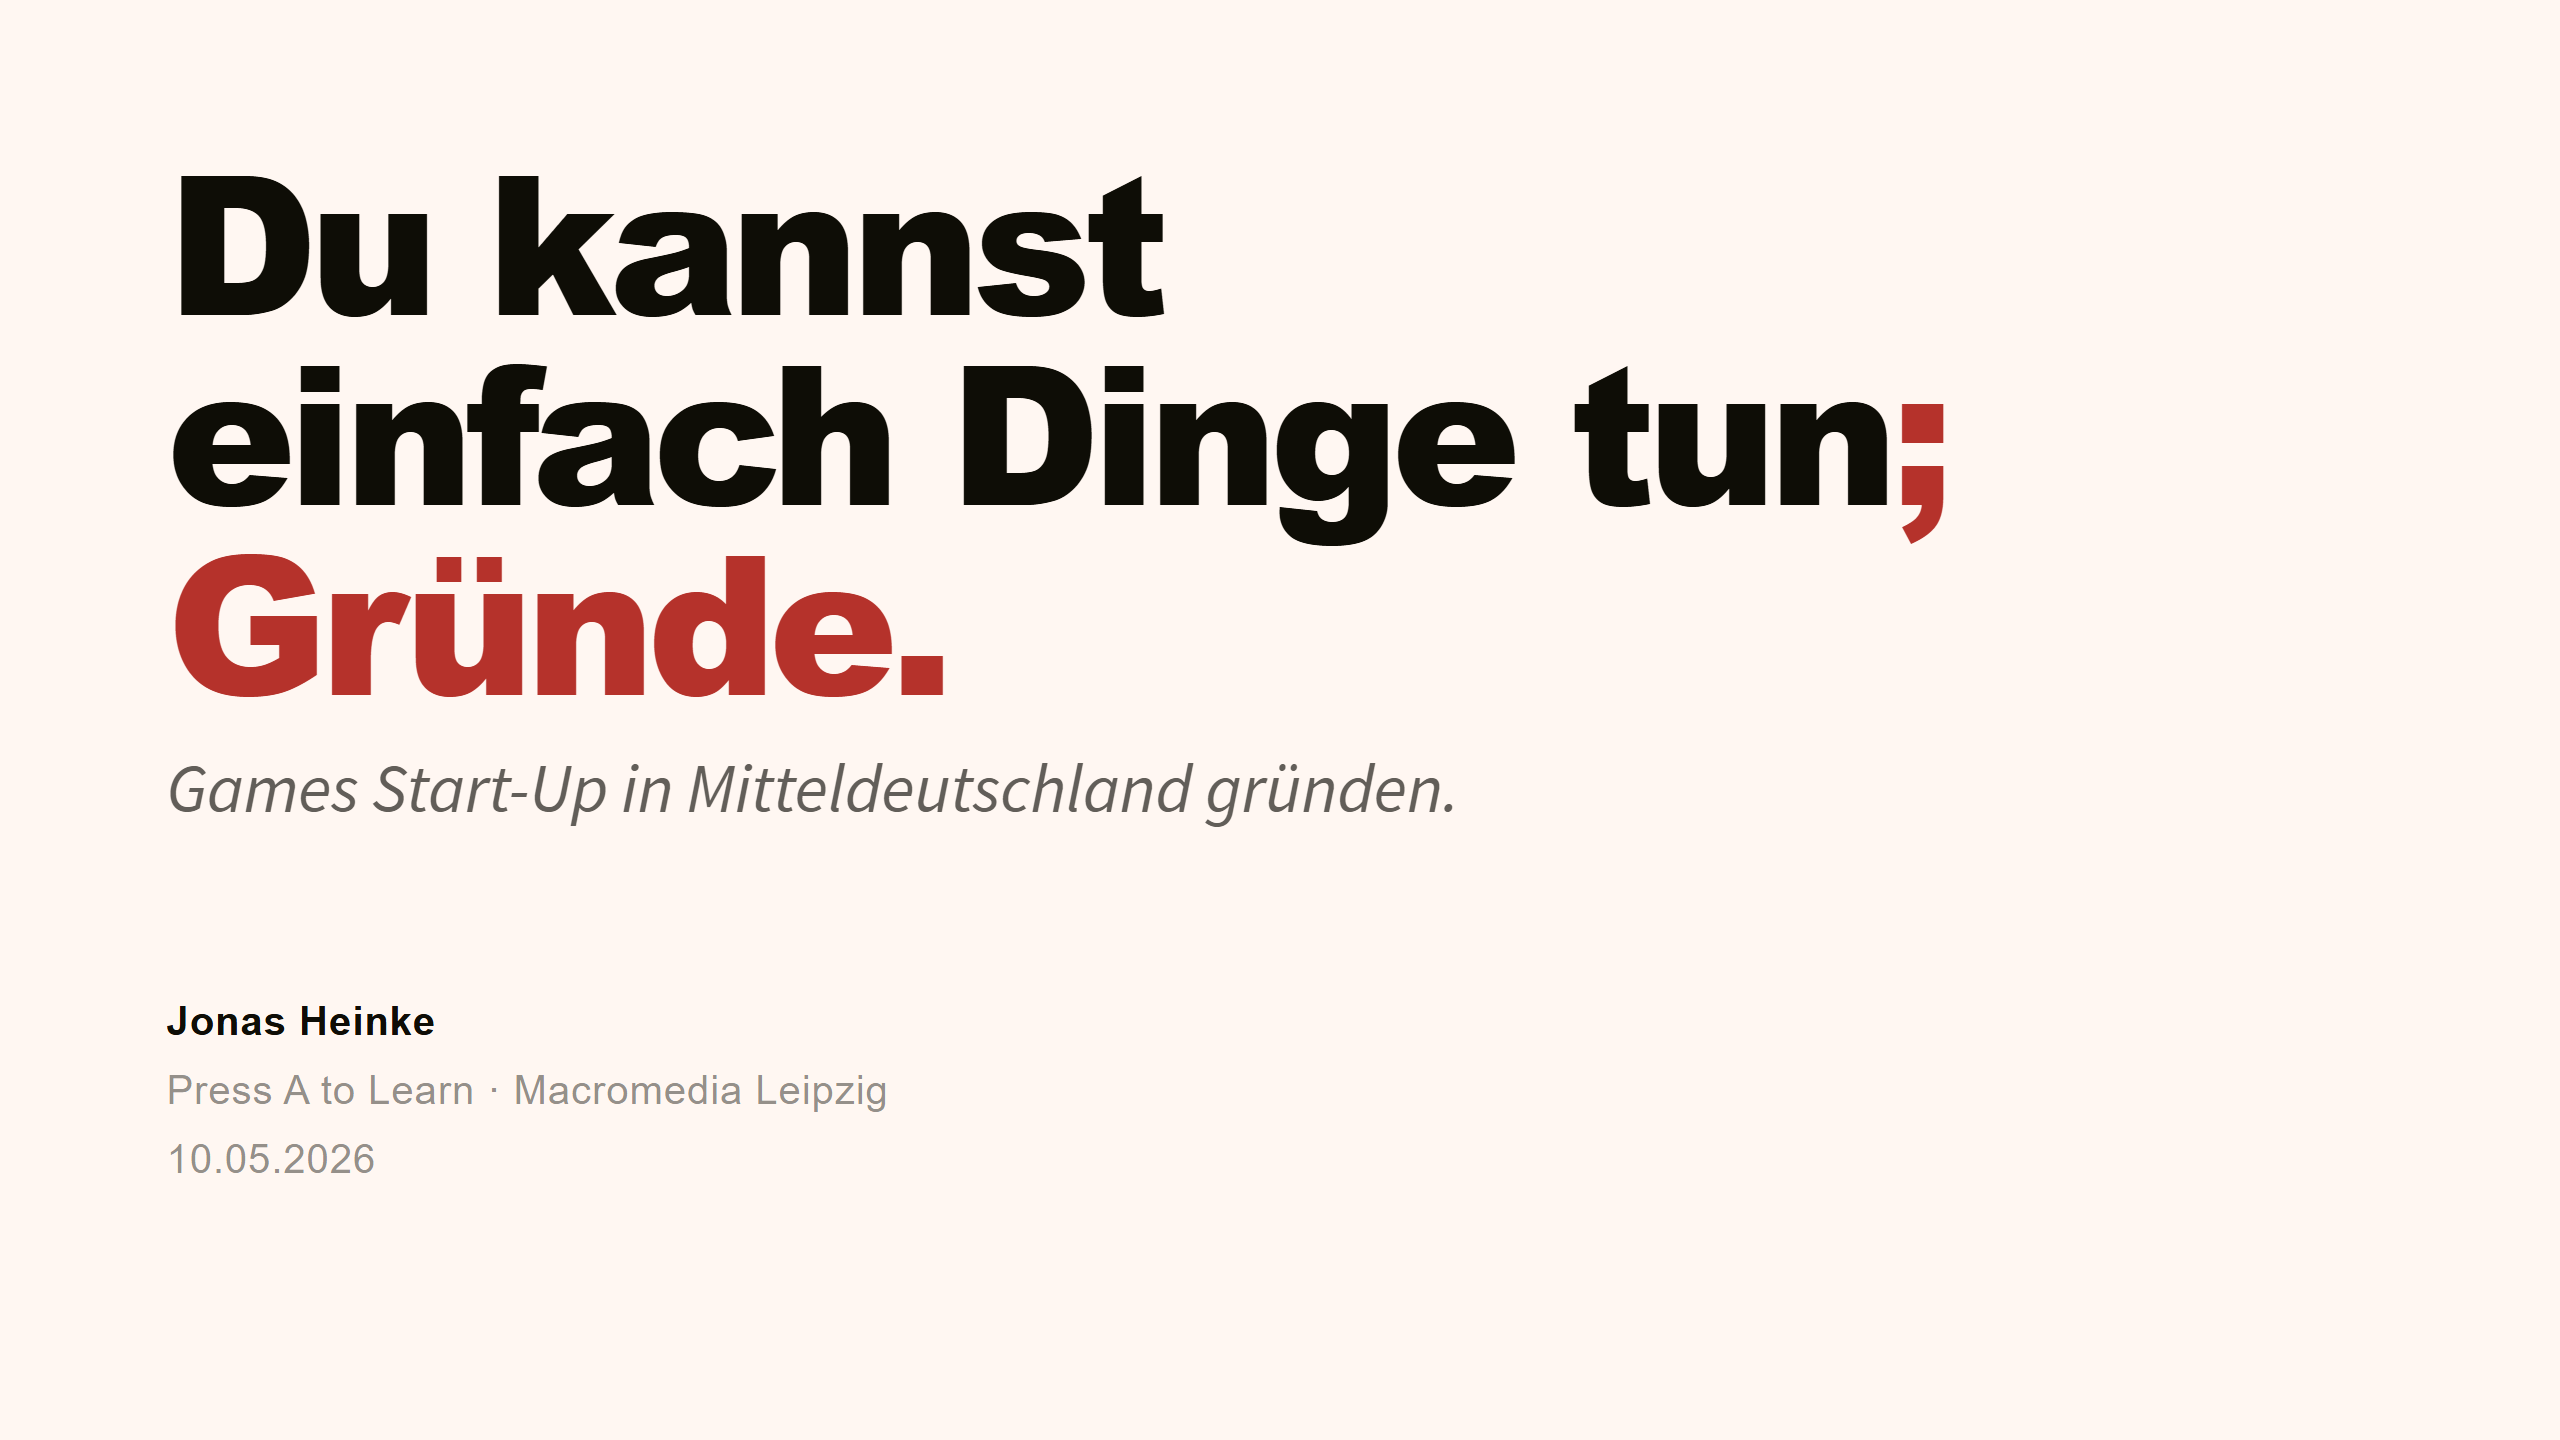 Du kannst
einfach Dinge tun;
Gründe.
Games Start-Up in Mitteldeutschland gründen.
Jonas Heinke
Press A to Learn · Macromedia Leipzig
10.05.2026